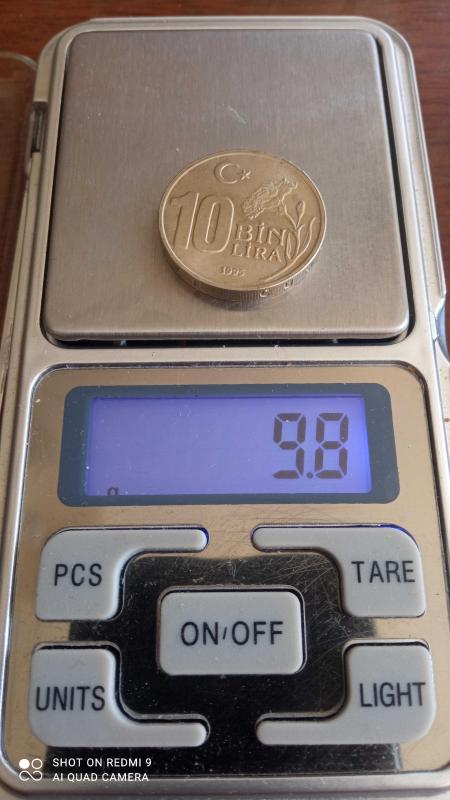 10
BİN
LİRA
1995
9.8
g
PCS
TARE
ON/OFF
UNITS
LIGHT
SHOT ON REDMI 9
AI QUAD CAMERA